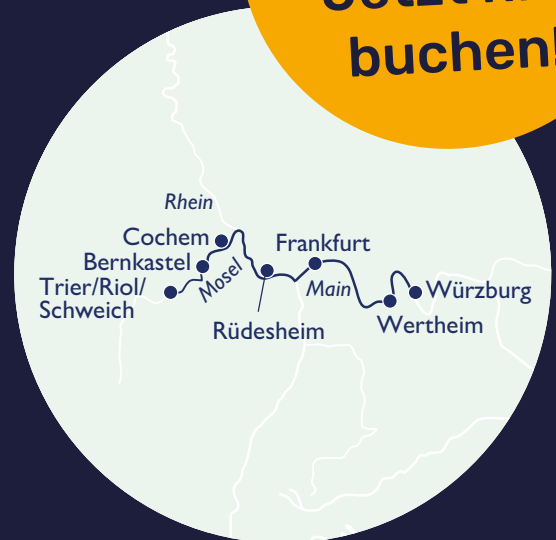 buchen!
Rhein
Cochem
Frankfurt
Bernkastel
Mosel
Trier/Riol/
Schweich
Main
Würzburg
Rüdesheim
Wertheim